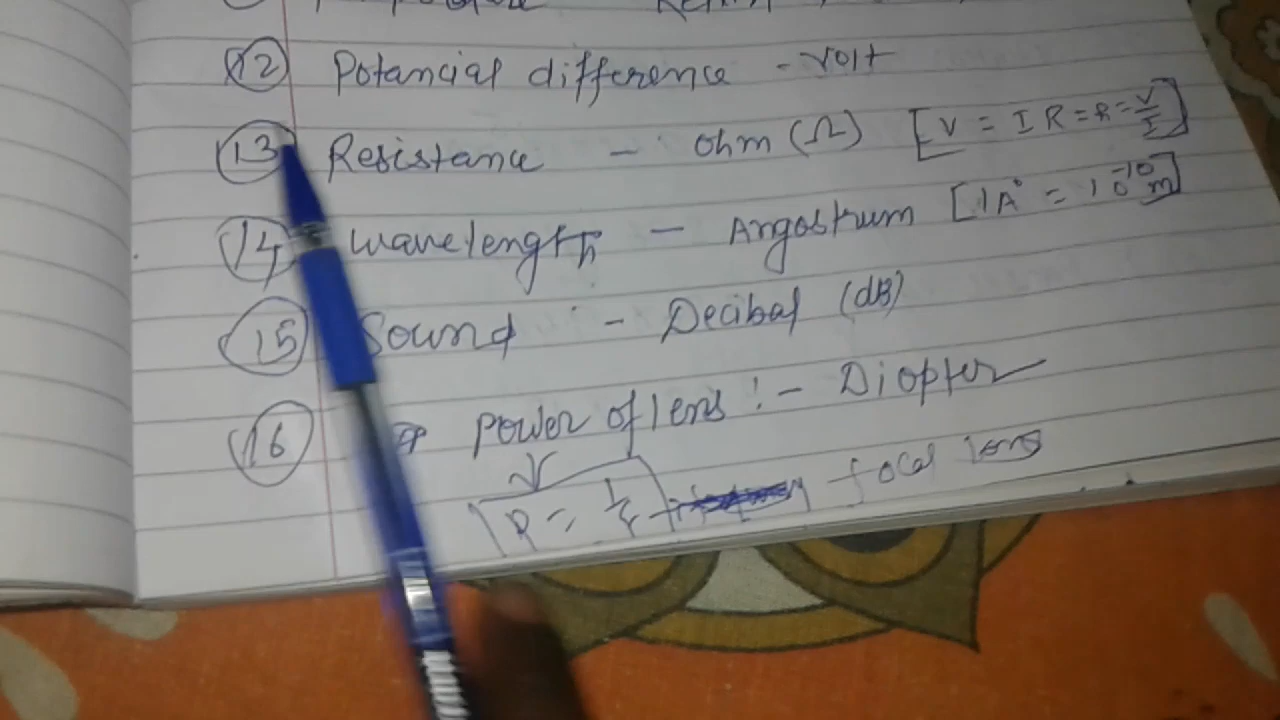 (12) Potancial difference - volt
(13) Resistance - ohm (Ω) [V = I R = R = V/I]
(14) wavelength - Argostrum [1A° = 10⁻¹⁰ m]
(15) Sound :- Decibal (dB)
(16) Power of lens :- Diopter
P = 1/f focal lens